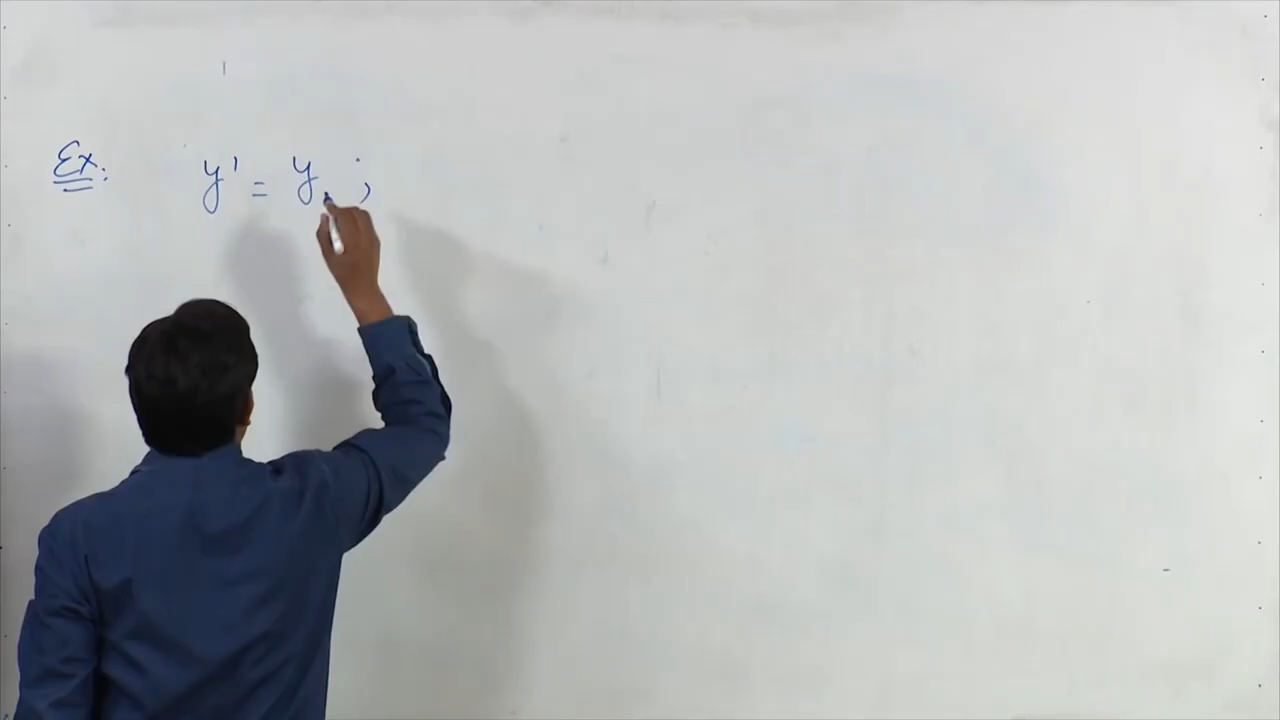 Ex: y' = y ;